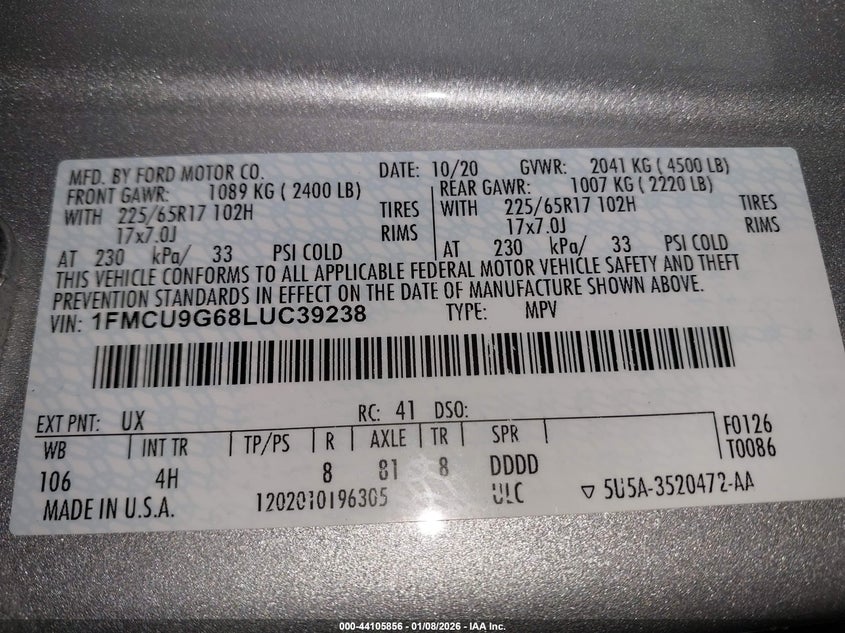 MFD. BY FORD MOTOR CO. DATE: 10/20 GVWR: 2041 KG ( 4500 LB)
FRONT GAWR: 1089 KG ( 2400 LB) REAR GAWR: 1007 KG ( 2220 LB)
WITH 225/65R17 102H TIRES WITH 225/65R17 102H TIRES
17x7.0J RIMS 17x7.0J RIMS
AT 230 kPa/ 33 PSI COLD AT 230 kPa/ 33 PSI COLD
THIS VEHICLE CONFORMS TO ALL APPLICABLE FEDERAL MOTOR VEHICLE SAFETY AND THEFT
PREVENTION STANDARDS IN EFFECT ON THE DATE OF MANUFACTURE SHOWN ABOVE.
VIN: 1FMCU9G68LUC39238 TYPE: MPV
EXT PNT: UX RC: 41 DSO:
WB INT TR TP/PS R AXLE TR SPR F0126
106 4H 8 81 8 DDDD T0086
MADE IN U.S.A. 1202010196305 ULC ▽ 5U5A-3520472-AA
000-44105856 - 01/08/2026 - IAA Inc.